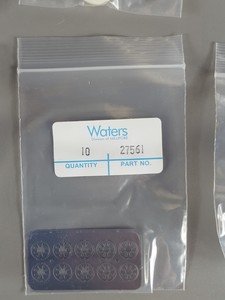 Waters
10 27561
QUANTITY PART NO.